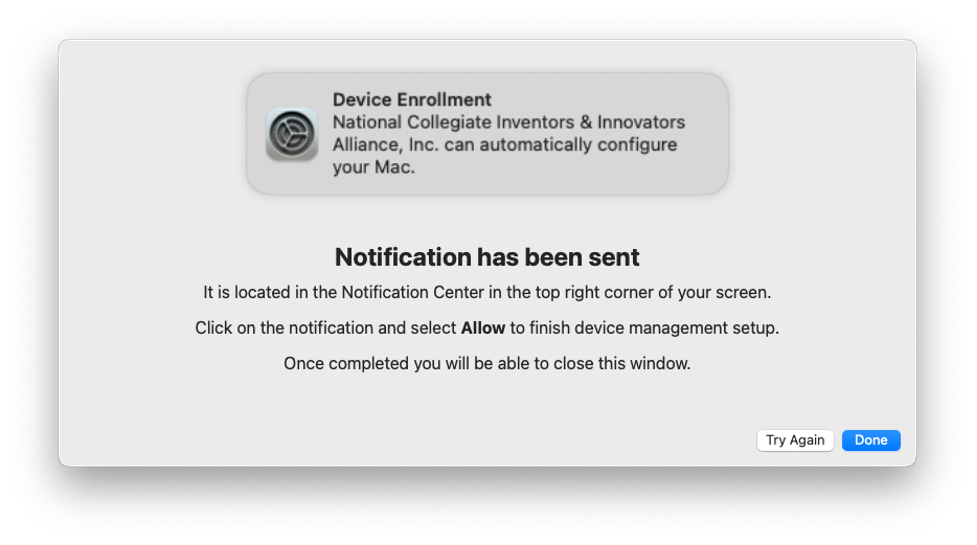 Device Enrollment
National Collegiate Inventors & Innovators
Alliance, Inc. can automatically configure
your Mac.
Notification has been sent
It is located in the Notification Center in the top right corner of your screen.
Click on the notification and select Allow to finish device management setup.
Once completed you will be able to close this window.
Try Again
Done